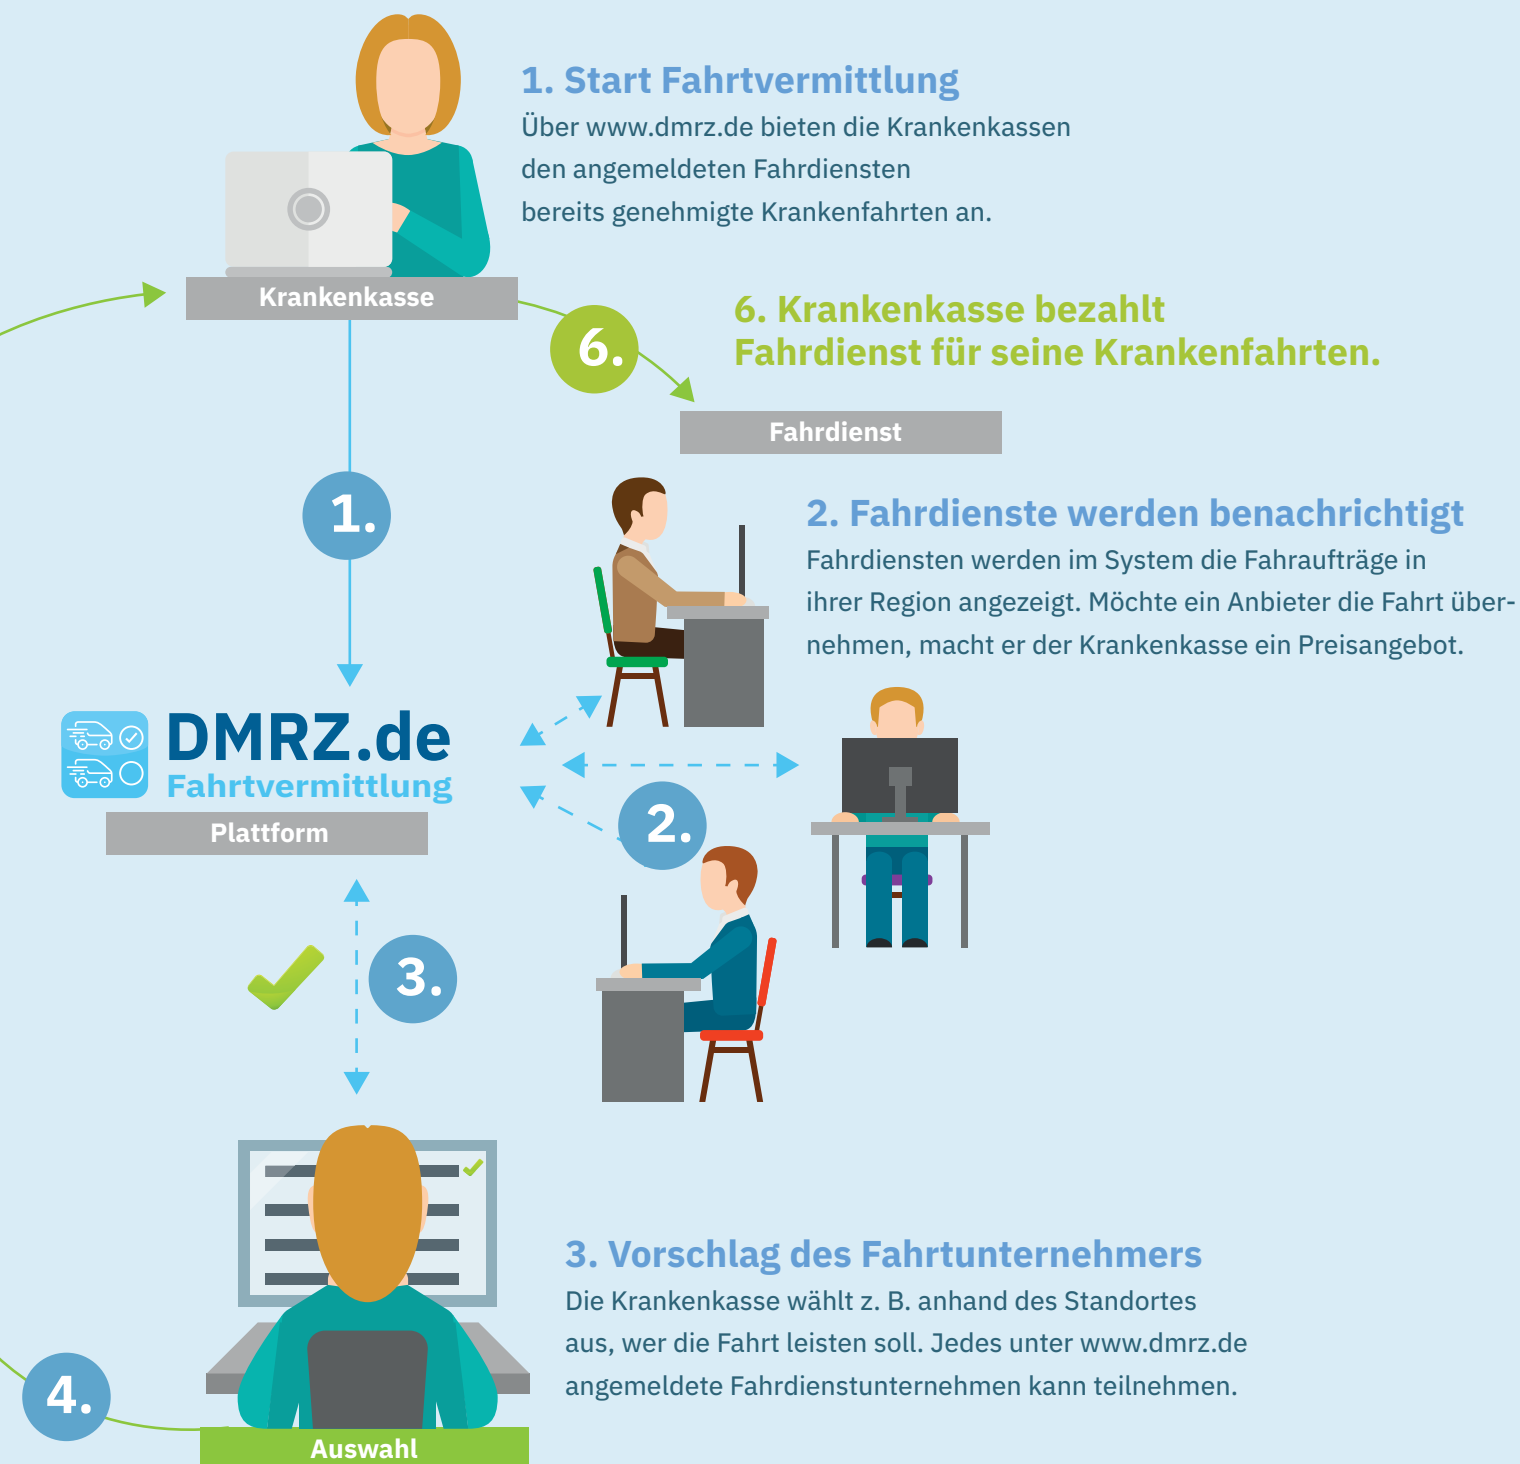 1. Start Fahrtvermittlung
Über www.dmrz.de bieten die Krankenkassen
den angemeldeten Fahrdiensten
bereits genehmigte Krankenfahrten an.
Krankenkasse
6.
6. Krankenkasse bezahlt
Fahrdienst für seine Krankenfahrten.
Fahrdienst
1.
2. Fahrdienste werden benachrichtigt
Fahrdiensten werden im System die Fahraufträge in
ihrer Region angezeigt. Möchte ein Anbieter die Fahrt über-
nehmen, macht er der Krankenkasse ein Preisangebot.
DMRZ.de
Fahrtvermittlung
Plattform
2.
3.
3. Vorschlag des Fahrtunternehmers
Die Krankenkasse wählt z. B. anhand des Standortes
aus, wer die Fahrt leisten soll. Jedes unter www.dmrz.de
angemeldete Fahrdienstunternehmen kann teilnehmen.
4.
Auswahl